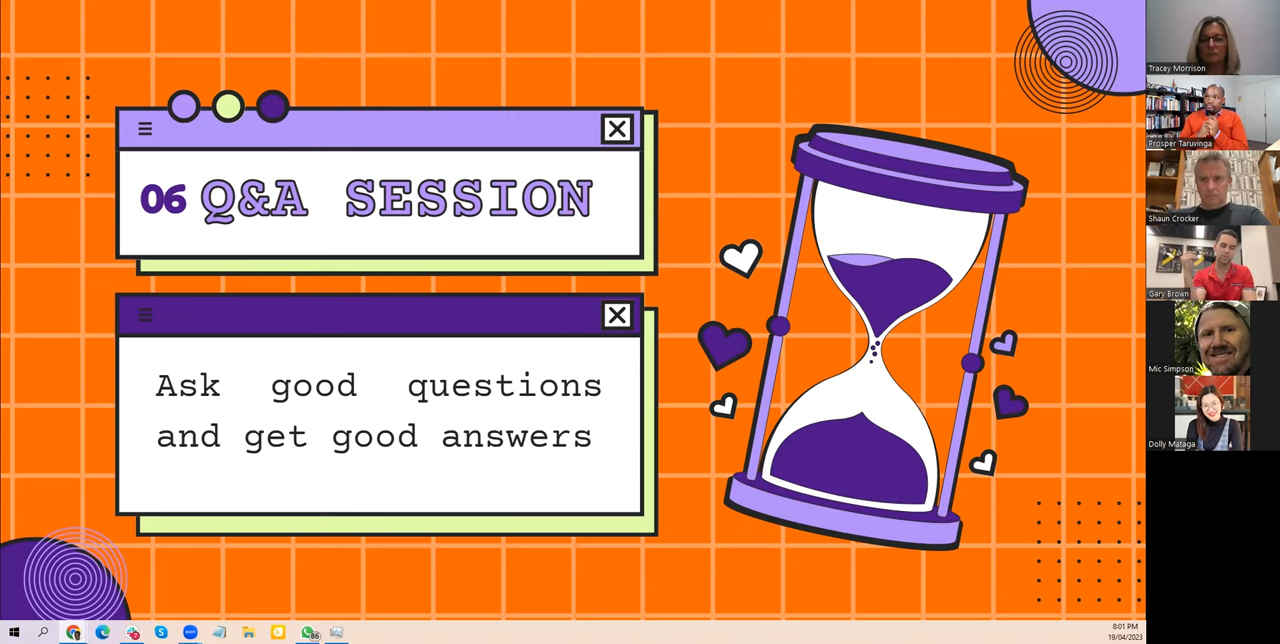 06 Q&A SESSION
Ask good questions
and get good answers
Tracey Morrison
Prosper Taruvinga
Shaun Crocker
Gary Brown
Mic Simpson
Dolly Mataga
86
8:01 PM
19/04/2023